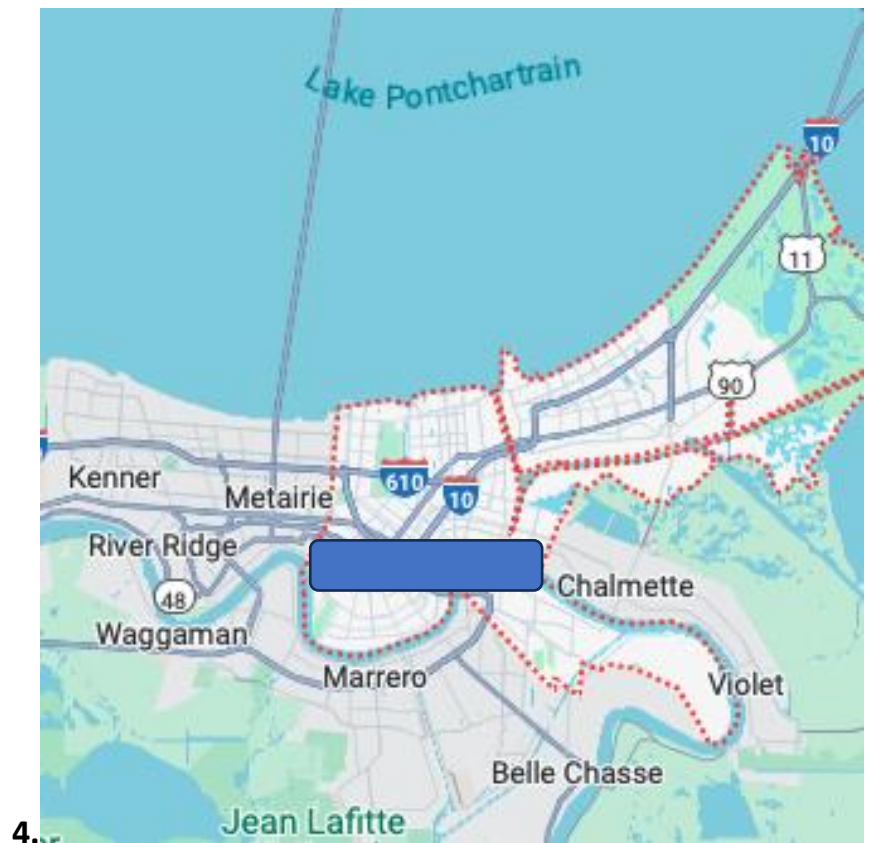 Lake Pontchartrain
10
11
90
Kenner
610
Metairie
10
River Ridge
Chalmette
48
Waggaman
Marrero
Violet
Belle Chasse
Jean Lafitte
4.